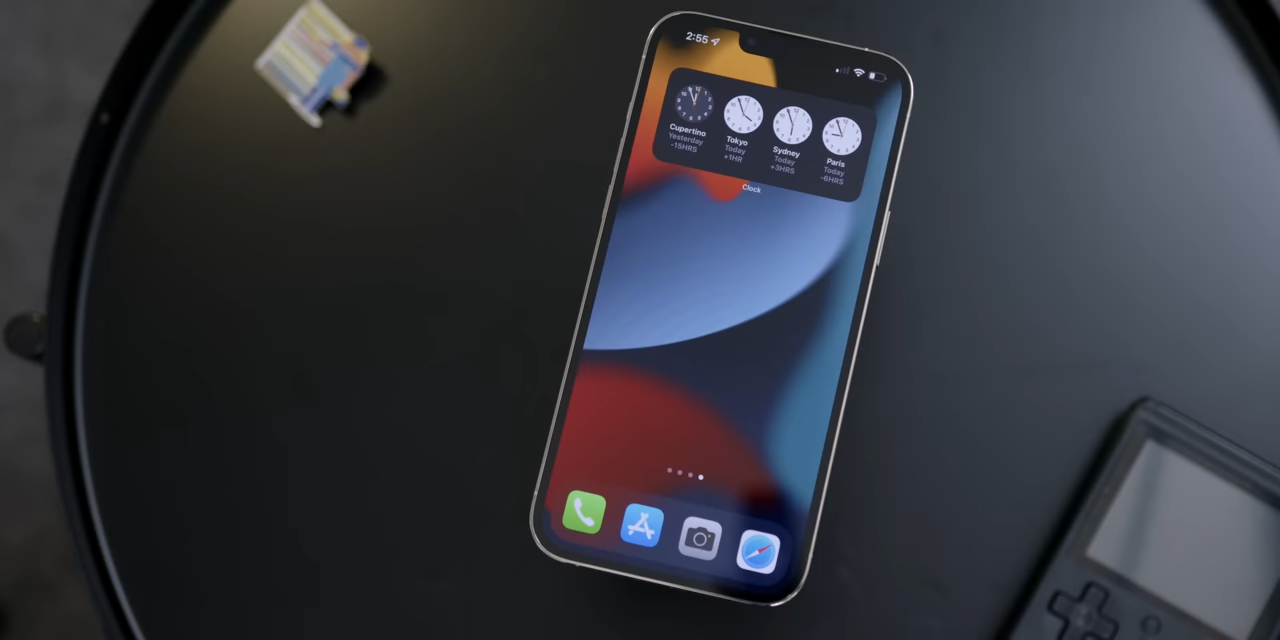 2:55
Cupertino
Yesterday
-15HRS
Tokyo
Today
+1HR
Sydney
Today
+3HRS
Paris
Today
-6HRS
Clock